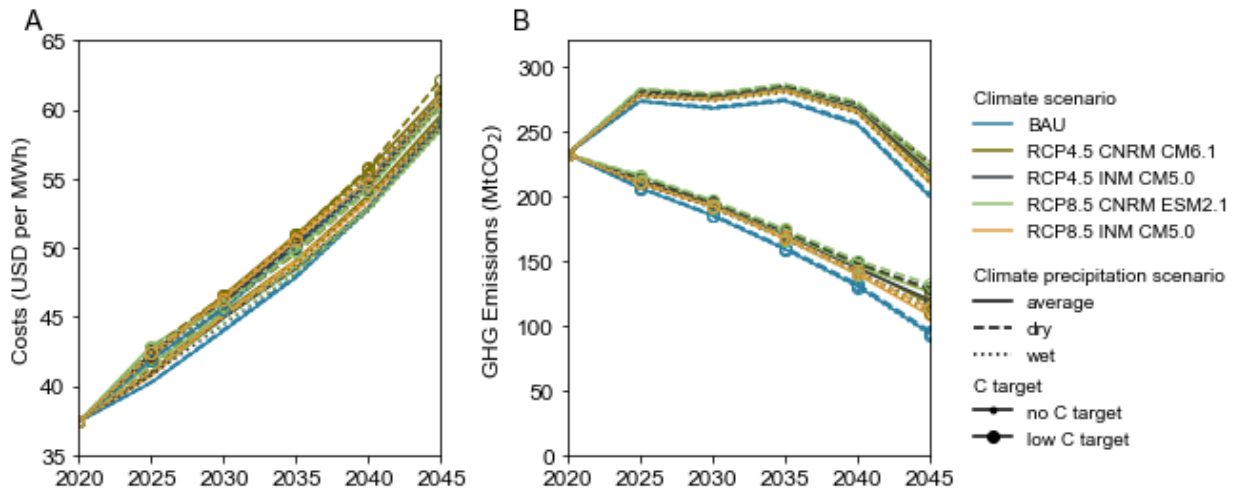 A
B
Costs (USD per MWh)
65
60
55
50
45
40
35
2020 2025 2030 2035 2040 2045
GHG Emissions (MtCO₂)
300
250
200
150
100
50
0
2020 2025 2030 2035 2040 2045
Climate scenario
BAU
RCP4.5 CNRM CM6.1
RCP4.5 INM CM5.0
RCP8.5 CNRM ESM2.1
RCP8.5 INM CM5.0
Climate precipitation scenario
average
dry
wet
C target
no C target
low C target